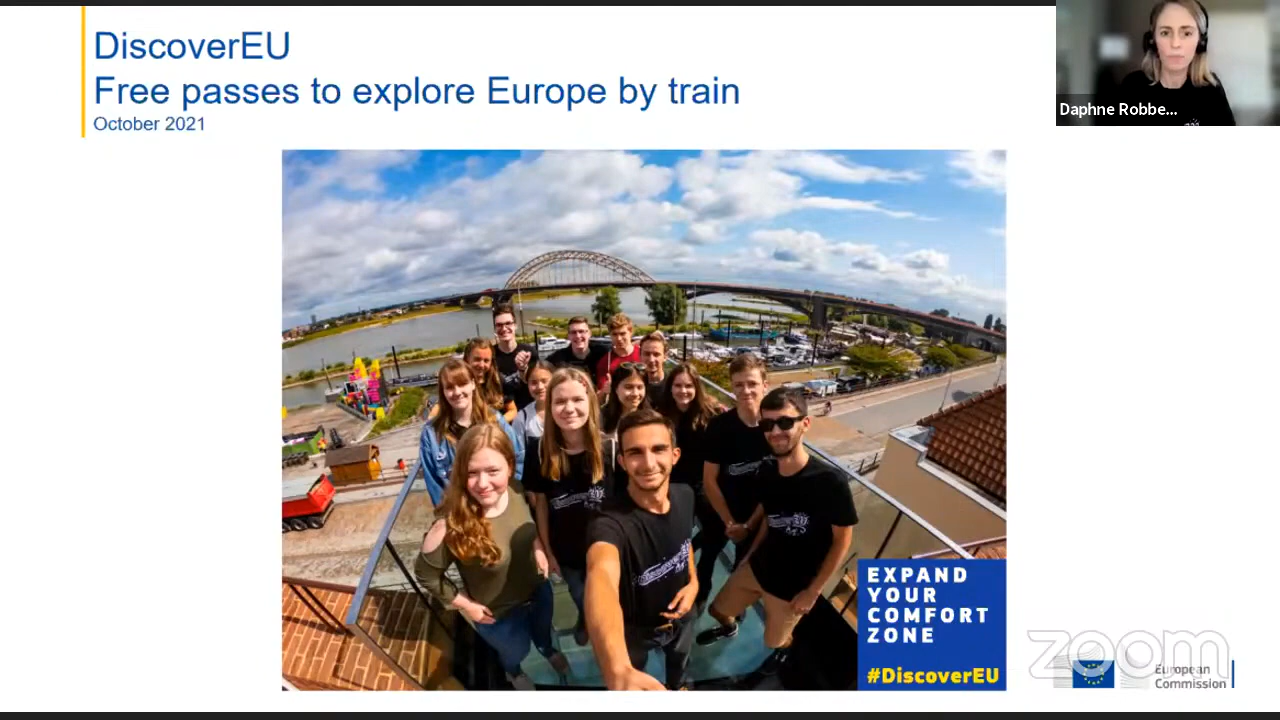 DiscoverEU
Free passes to explore Europe by train
October 2021
Daphne Robbe...
EXPAND
YOUR
COMFORT
ZONE
#DiscoverEU
zoom
European
Commission